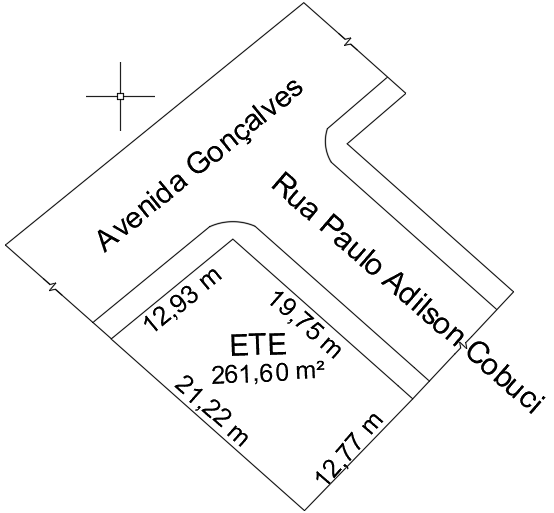 Avenida Gonçalves
Rua Paulo Adilson Cobuci
12,93 m
19,75 m
ETE
261,60 m²
21,22 m
12,77 m